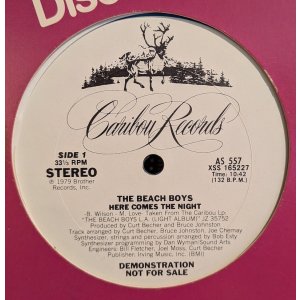 Disc
Caribou Records
SIDE 1
33⅓ RPM
STEREO
℗ 1979 Brother
Records, Inc.
AS 557
XSS 165227
Time: 10:42
(132 B.P.M.)
THE BEACH BOYS
HERE COMES THE NIGHT
-B. Wilson - M. Love- Taken From The Caribou Lp
"THE BEACH BOYS L.A. (LIGHT ALBUM)" JZ 35752
Produced by Curt Becher and Bruce Johnston
Track arranged by Curt Becher, Bruce Johnston, Joe Chemay
Synthesizer, strings and percussion arranged by Bob Esty
Synthesizer programming by Dan Wyman/Sound Arts
Engineers: Bill Fletcher, Joel Moss, Curt Becher
Publisher: Irving Music, Inc. (BMI)
DEMONSTRATION
NOT FOR SALE